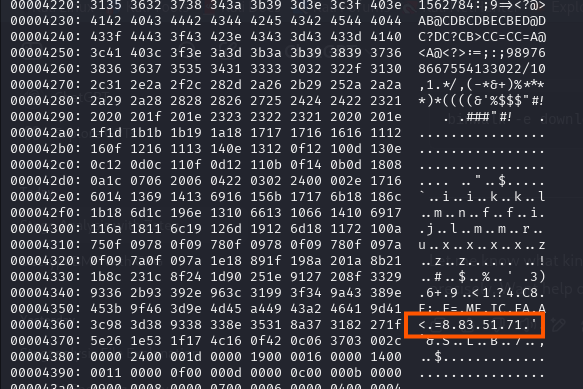 00004220: 3135 3632 3738 343a 3b39 3d3e 3c3f 403e 1562784:;9=><?@>
00004230: 4142 4043 4442 4344 4245 4342 4544 4044 AB@CDBCDBECBED@D
00004240: 433f 4443 3f43 423e 4343 3d43 433d 4140 C?DC?CB>CC=CC=A@
00004250: 3c41 403c 3f3e 3a3d 3b3a 3b39 3839 3736 <A@<?>:=;:;98976
00004260: 3836 3637 3535 3431 3333 3032 322f 3130 8667554133022/10
00004270: 2c31 2e2a 2f2c 282d 2a26 2b29 252a 2a2a ,1.*/,(-*&+)%***
00004280: 2a29 2a28 2828 2826 2725 2424 2422 2321 *)*((((&'%$$$"#!
00004290: 2020 201f 201e 2323 2322 2321 2020 201e    . .###"#!   .
000042a0: 1f1d 1b1b 1b19 1a18 1717 1716 1616 1112 ................
000042b0: 160f 1216 1113 140e 1312 0f12 100d 130e ................
000042c0: 0c12 0d0c 110f 0d12 110b 0f14 0b0d 1808 ................
000042d0: 0a1c 0706 2006 0422 0302 2400 002e 1716 .... .."..$.....
000042e0: 6014 1369 1413 6916 156b 1717 6b18 186c `..i..i..k..k..l
000042f0: 1b18 6d1c 196e 1310 6613 1066 1410 6917 ..m..n..f..f..i.
00004300: 116a 1811 6c19 126d 1912 6d18 1172 100a .j..l..m..m..r..
00004310: 750f 0978 0f09 780f 0978 0f09 780f 097a u..x..x..x..x..z
00004320: 0f09 7a0f 097a 1e18 891f 198a 201a 8b21 ..z..z...... ..!
00004330: 1b8c 231c 8f24 1d90 251e 9127 208f 3329 ..#..$..%..' .3)
00004340: 9336 2b93 392e 963c 3199 3f34 9a43 389e .6+.9..<1.?4.C8.
00004350: 453b 9f46 3d9e 4d45 a449 43a2 4641 9d41 E;.F=.ME.IC.FA.A
00004360: 3c98 3d38 9338 338e 3531 8a37 3182 271f <.=8.83.51.71.'.
00004370: 5e26 1e53 1f17 4c16 0f42 0c06 3703 002c ^&.S..L..B..7..,
00004380: 0000 2400 001d 0000 1900 0016 0000 1400 ..$.............
00004390: 0011 0000 0f00 000d 0000 0c00 000b 0000 ................